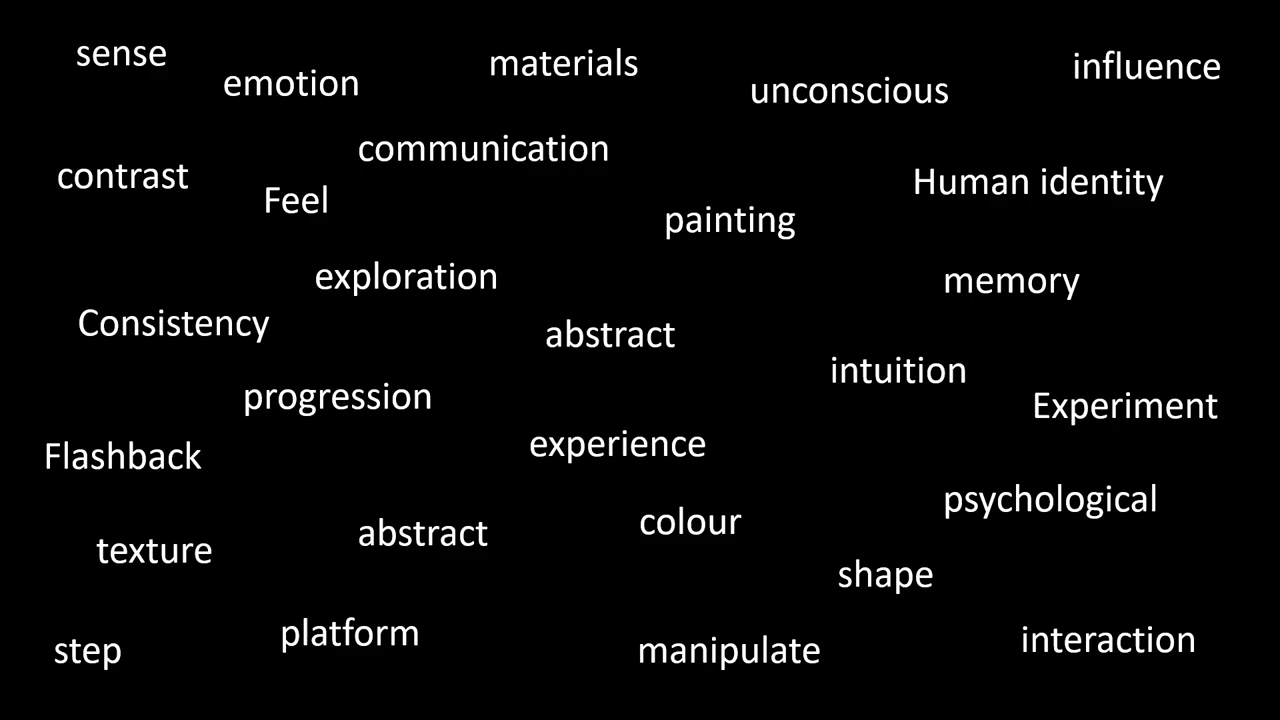 sense
emotion
materials
unconscious
influence
communication
contrast
Feel
Human identity
painting
exploration
memory
Consistency
abstract
intuition
progression
Experiment
experience
Flashback
psychological
colour
abstract
texture
shape
platform
step
manipulate
interaction